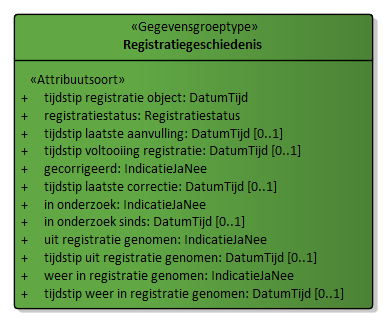 «Gegevensgroeptype»
Registratiegeschiedenis
«Attribuutsoort»
+ tijdstip registratie object: DatumTijd
+ registratiestatus: Registratiestatus
+ tijdstip laatste aanvulling: DatumTijd [0..1]
+ tijdstip voltooiing registratie: DatumTijd [0..1]
+ gecorrigeerd: IndicatieJaNee
+ tijdstip laatste correctie: DatumTijd [0..1]
+ in onderzoek: IndicatieJaNee
+ in onderzoek sinds: DatumTijd [0..1]
+ uit registratie genomen: IndicatieJaNee
+ tijdstip uit registratie genomen: DatumTijd [0..1]
+ weer in registratie genomen: IndicatieJaNee
+ tijdstip weer in registratie genomen: DatumTijd [0..1]